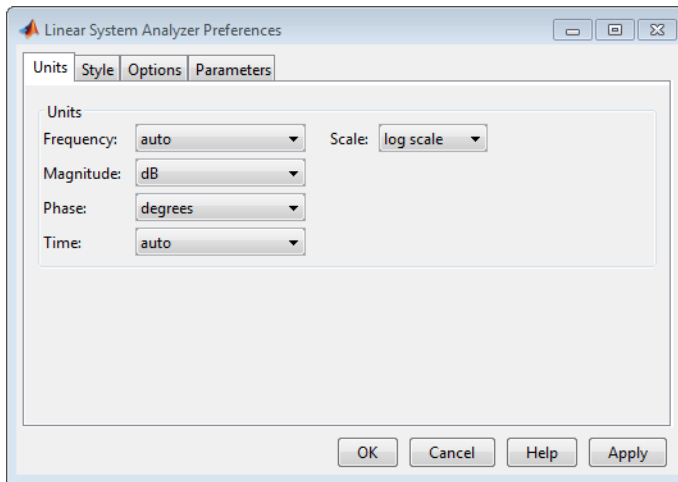 Linear System Analyzer Preferences
Units Style Options Parameters
Units
Frequency: auto Scale: log scale
Magnitude: dB
Phase: degrees
Time: auto
OK Cancel Help Apply